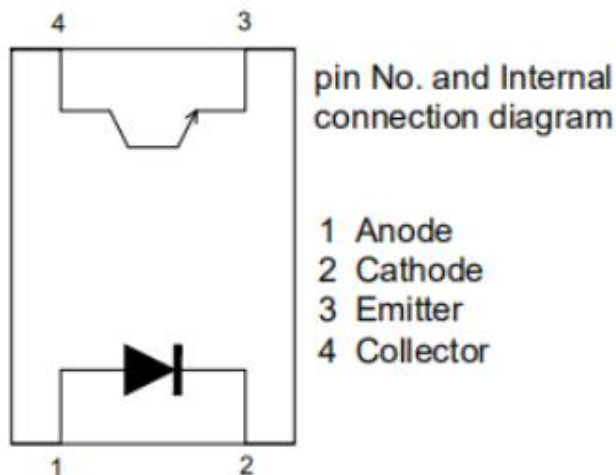 4 3
pin No. and Internal
connection diagram
1 Anode
2 Cathode
3 Emitter
4 Collector
1 2